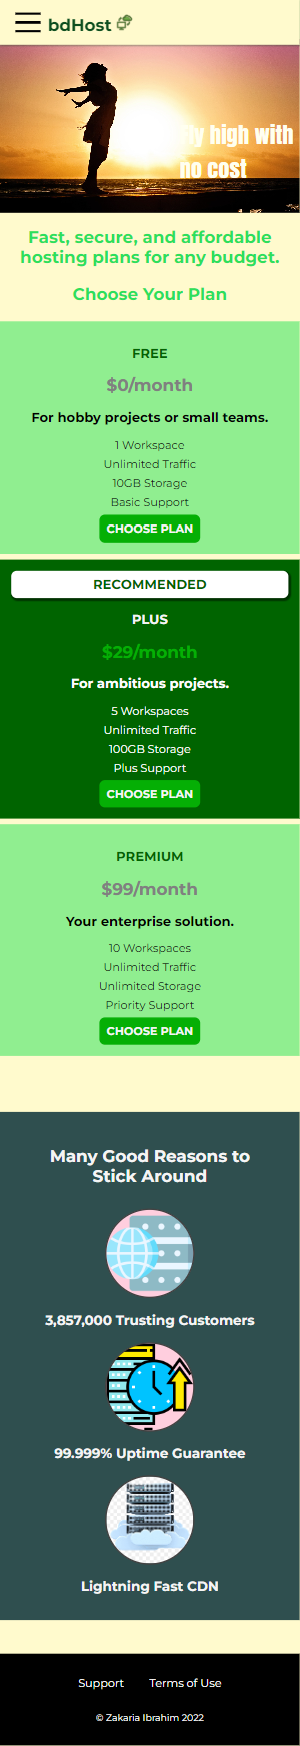 bdHost
Fly high with
no cost
Fast, secure, and affordable
hosting plans for any budget.
Choose Your Plan
FREE
$0/month
For hobby projects or small teams.
1 Workspace
Unlimited Traffic
10GB Storage
Basic Support
CHOOSE PLAN
RECOMMENDED
PLUS
$29/month
For ambitious projects.
5 Workspaces
Unlimited Traffic
100GB Storage
Plus Support
CHOOSE PLAN
PREMIUM
$99/month
Your enterprise solution.
10 Workspaces
Unlimited Traffic
Unlimited Storage
Priority Support
CHOOSE PLAN
Many Good Reasons to
Stick Around
3,857,000 Trusting Customers
99.999% Uptime Guarantee
Lightning Fast CDN
Support Terms of Use
© Zakaria Ibrahim 2022